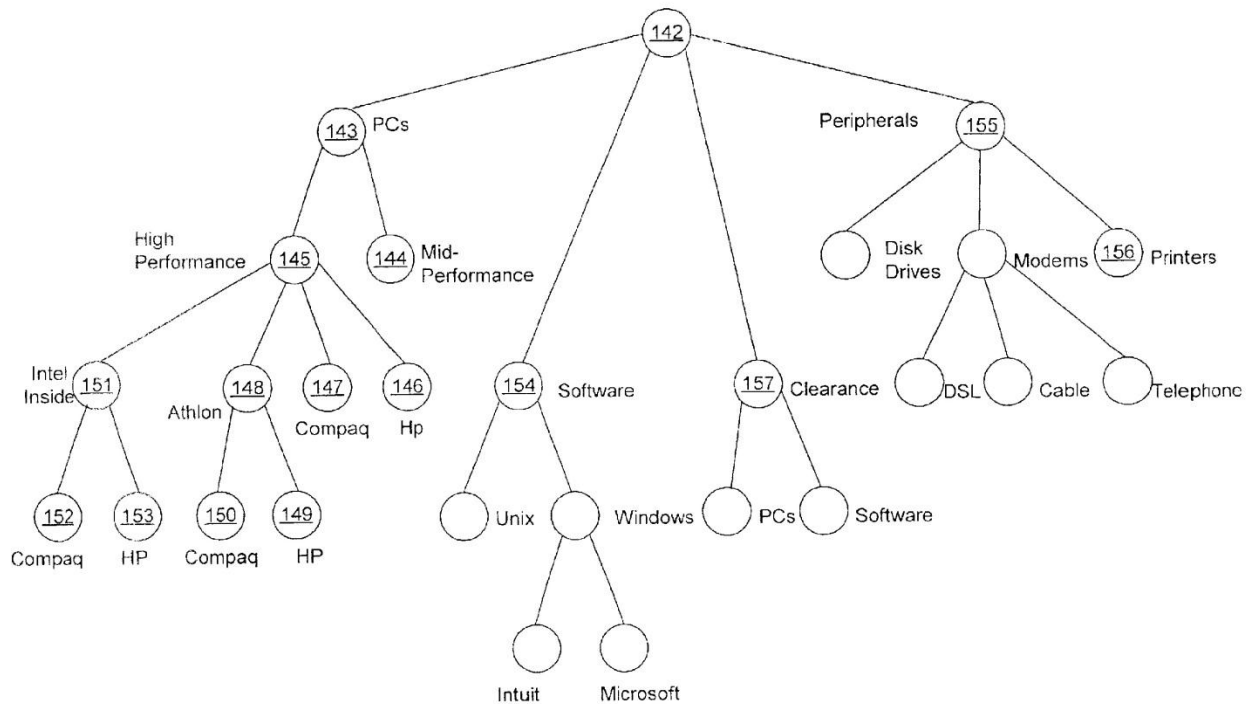 142
143
PCs
Peripherals
155
High
Performance
145
144
Mid-
Performance
Disk
Drives
Modems
156
Printers
Intel
Inside
151
Athlon
148
147
Compaq
146
Hp
154
Software
157
Clearance
DSL
Cable
Telephone
152
Compaq
153
HP
150
Compaq
149
HP
Unix
Windows
PCs
Software
Intuit
Microsoft